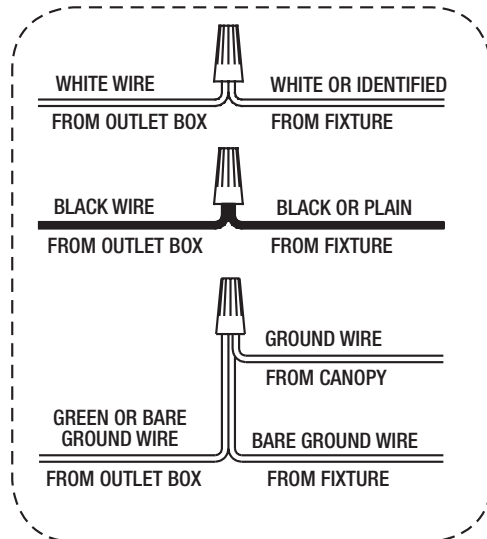 WHITE WIRE
FROM OUTLET BOX
WHITE OR IDENTIFIED
FROM FIXTURE
BLACK WIRE
FROM OUTLET BOX
BLACK OR PLAIN
FROM FIXTURE
GROUND WIRE
FROM CANOPY
GREEN OR BARE
GROUND WIRE
FROM OUTLET BOX
BARE GROUND WIRE
FROM FIXTURE